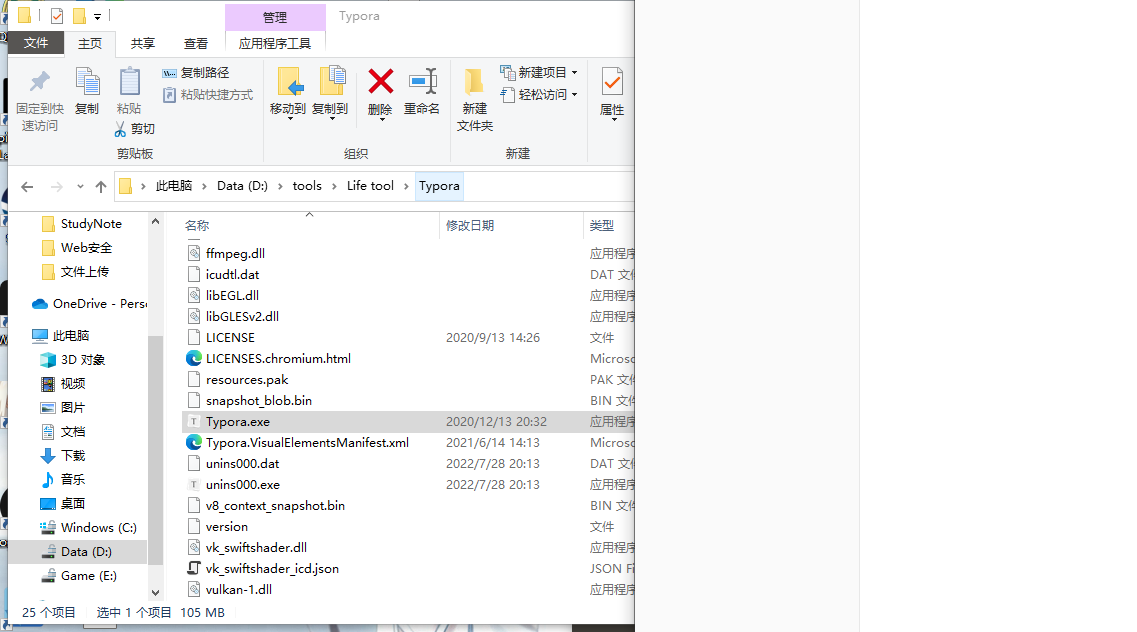 管理
Typora
文件
主页
共享
查看
应用程序工具
固定到快
速访问
复制
粘贴
复制路径
粘贴快捷方式
剪切
剪贴板
移动到
复制到
删除
重命名
组织
新建
文件夹
新建项目
轻松访问
新建
属性
此电脑 › Data (D:) › tools › Life tool › Typora
StudyNote
Web安全
文件上传
OneDrive - Pers
此电脑
3D 对象
视频
图片
文档
下载
音乐
桌面
Windows (C:)
Data (D:)
Game (E:)
名称 修改日期 类型
ffmpeg.dll 应用程序
icudtl.dat DAT 文
libEGL.dll 应用程序
libGLESv2.dll 应用程序
LICENSE 2020/9/13 14:26 文件
LICENSES.chromium.html Micros
resources.pak PAK 文
snapshot_blob.bin BIN 文
Typora.exe 2020/12/13 20:32 应用程序
Typora.VisualElementsManifest.xml 2021/6/14 14:13 Micros
unins000.dat 2022/7/28 20:13 DAT 文
unins000.exe 2022/7/28 20:13 应用程序
v8_context_snapshot.bin BIN 文
version 文件
vk_swiftshader.dll 应用程序
vk_swiftshader_icd.json JSON Fi
vulkan-1.dll 应用程序
25 个项目 选中 1 个项目 105 MB